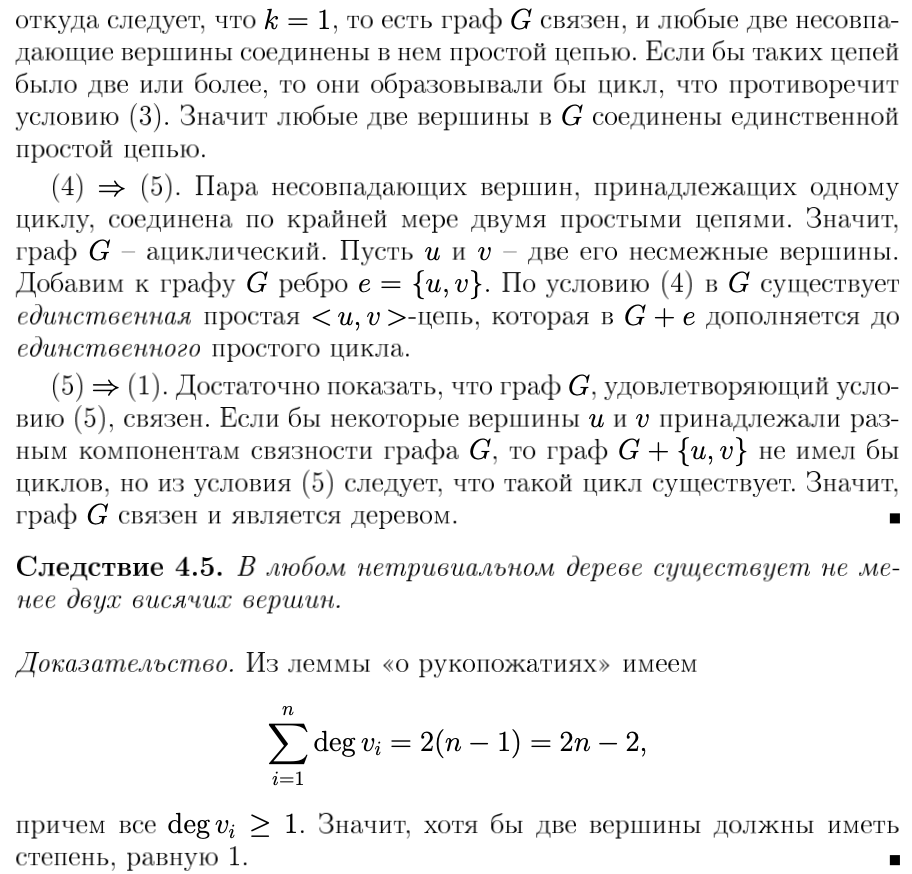 откуда следует, что k = 1, то есть граф G связен, и любые две несовпа-
дающие вершины соединены в нем простой цепью. Если бы таких цепей
было две или более, то они образовывали бы цикл, что противоречит
условию (3). Значит любые две вершины в G соединены единственной
простой цепью.
(4) ⇒ (5). Пара несовпадающих вершин, принадлежащих одному
циклу, соединена по крайней мере двумя простыми цепями. Значит,
граф G – ациклический. Пусть u и v – две его несмежные вершины.
Добавим к графу G ребро e = {u, v}. По условию (4) в G существует
единственная простая < u, v >-цепь, которая в G + e дополняется до
единственного простого цикла.
(5) ⇒ (1). Достаточно показать, что граф G, удовлетворяющий усло-
вию (5), связен. Если бы некоторые вершины u и v принадлежали раз-
ным компонентам связности графа G, то граф G + {u, v} не имел бы
циклов, но из условия (5) следует, что такой цикл существует. Значит,
граф G связен и является деревом. ■
Следствие 4.5. В любом нетривиальном дереве существует не ме-
нее двух висячих вершин.
Доказательство. Из леммы «о рукопожатиях» имеем
∑_{i=1}^{n} deg v_i = 2(n − 1) = 2n − 2,
причем все deg v_i ≥ 1. Значит, хотя бы две вершины должны иметь
степень, равную 1. ■